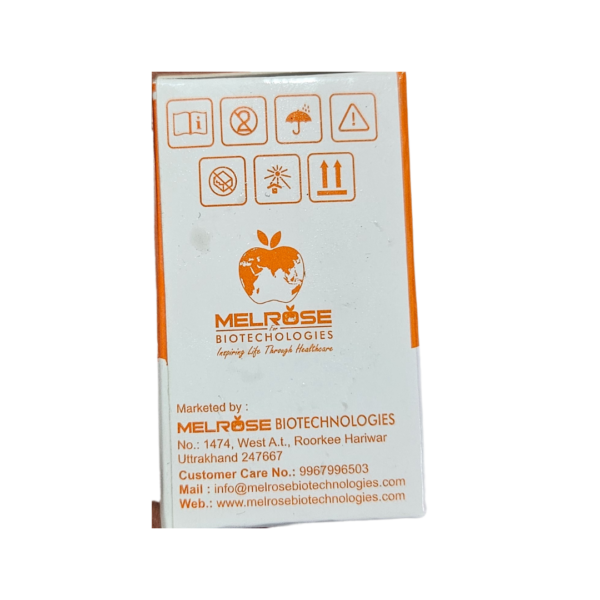 MELROSE
For
BIOTECHOLOGIES
Inspiring Life Through Healthcare
Marketed by :
MELROSE BIOTECHNOLOGIES
No.: 1474, West A.t., Roorkee Hariwar
Uttrakhand 247667
Customer Care No.: 9967996503
Mail : info@melrosebiotechnologies.com
Web.: www.melrosebiotechnologies.com